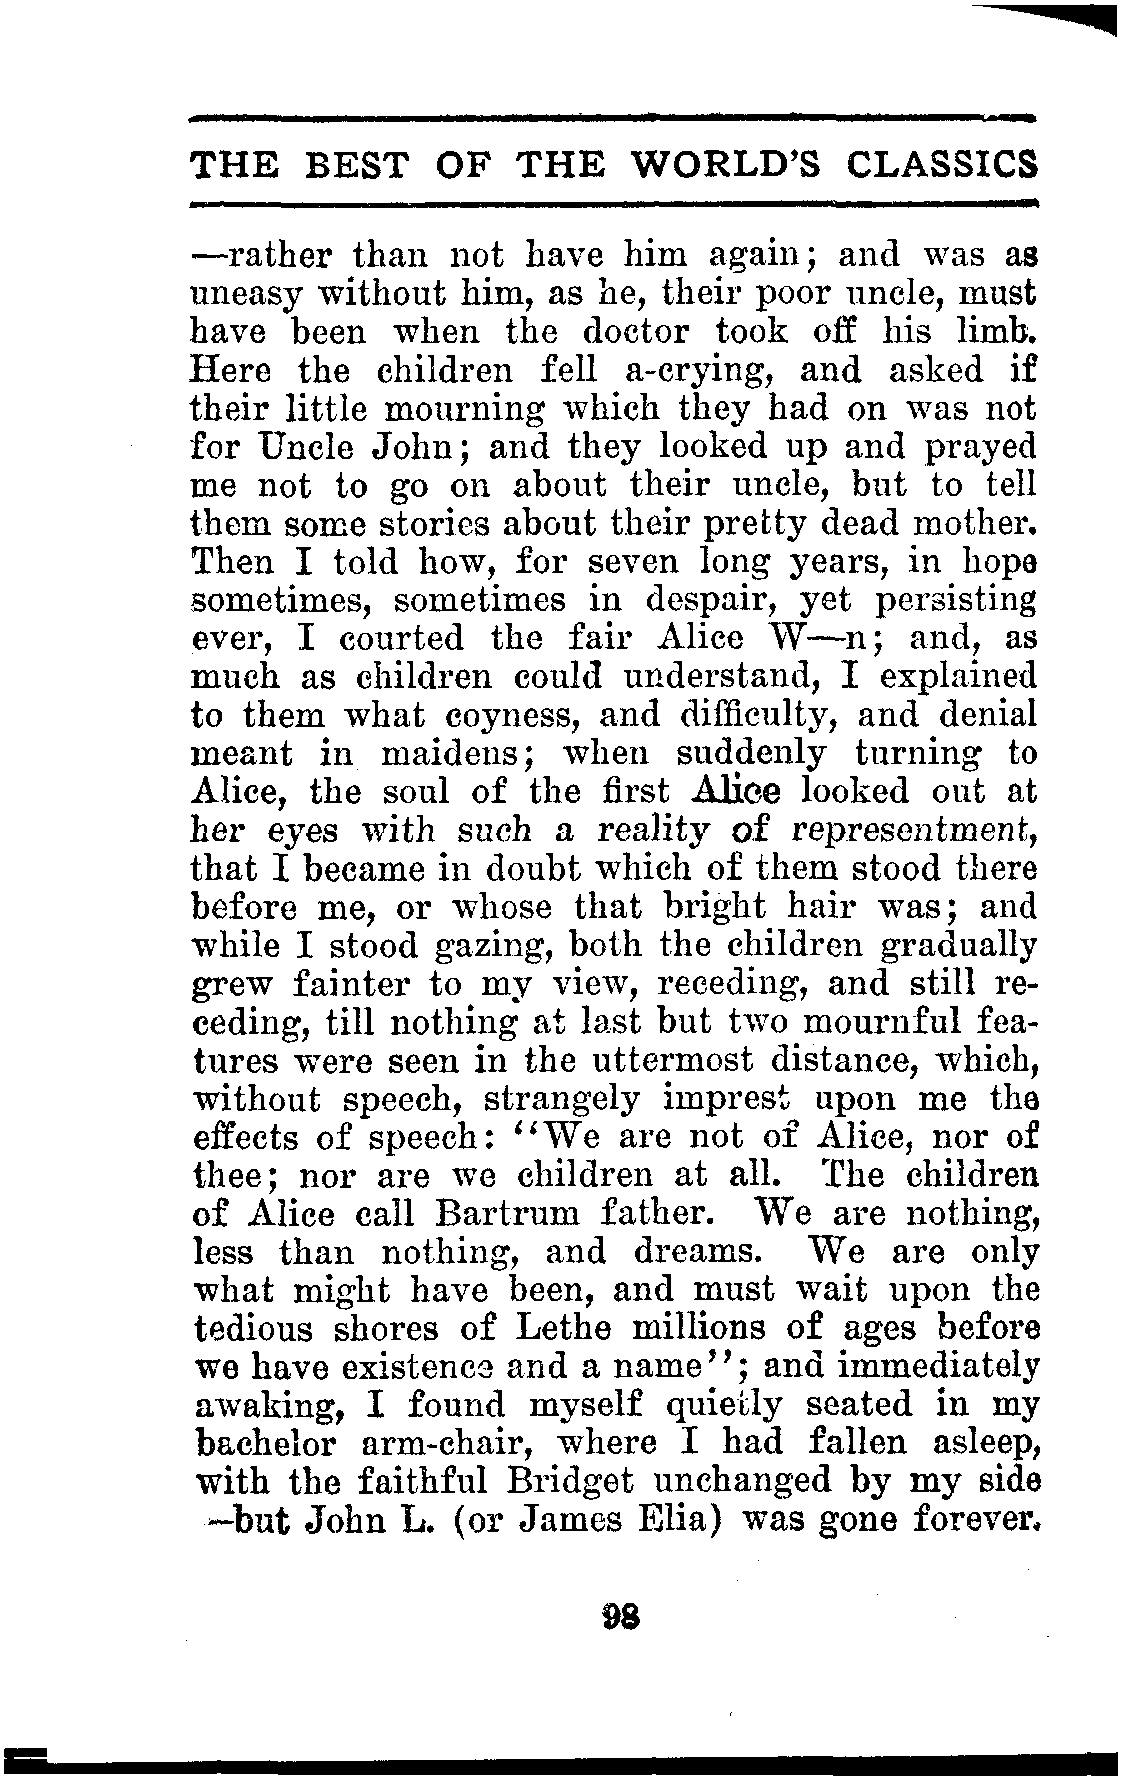 THE BEST OF THE WORLD'S CLASSICS
—rather than not have him again; and was as
uneasy without him, as he, their poor uncle, must
have been when the doctor took off his limb.
Here the children fell a-crying, and asked if
their little mourning which they had on was not
for Uncle John; and they looked up and prayed
me not to go on about their uncle, but to tell
them some stories about their pretty dead mother.
Then I told how, for seven long years, in hope
sometimes, sometimes in despair, yet persisting
ever, I courted the fair Alice W—n; and, as
much as children could understand, I explained
to them what coyness, and difficulty, and denial
meant in maidens; when suddenly turning to
Alice, the soul of the first Alice looked out at
her eyes with such a reality of representment,
that I became in doubt which of them stood there
before me, or whose that bright hair was; and
while I stood gazing, both the children gradually
grew fainter to my view, receding, and still re-
ceding, till nothing at last but two mournful fea-
tures were seen in the uttermost distance, which,
without speech, strangely imprest upon me the
effects of speech: "We are not of Alice, nor of
thee; nor are we children at all. The children
of Alice call Bartrum father. We are nothing,
less than nothing, and dreams. We are only
what might have been, and must wait upon the
tedious shores of Lethe millions of ages before
we have existence and a name"; and immediately
awaking, I found myself quietly seated in my
bachelor arm-chair, where I had fallen asleep,
with the faithful Bridget unchanged by my side
—but John L. (or James Elia) was gone forever.
98